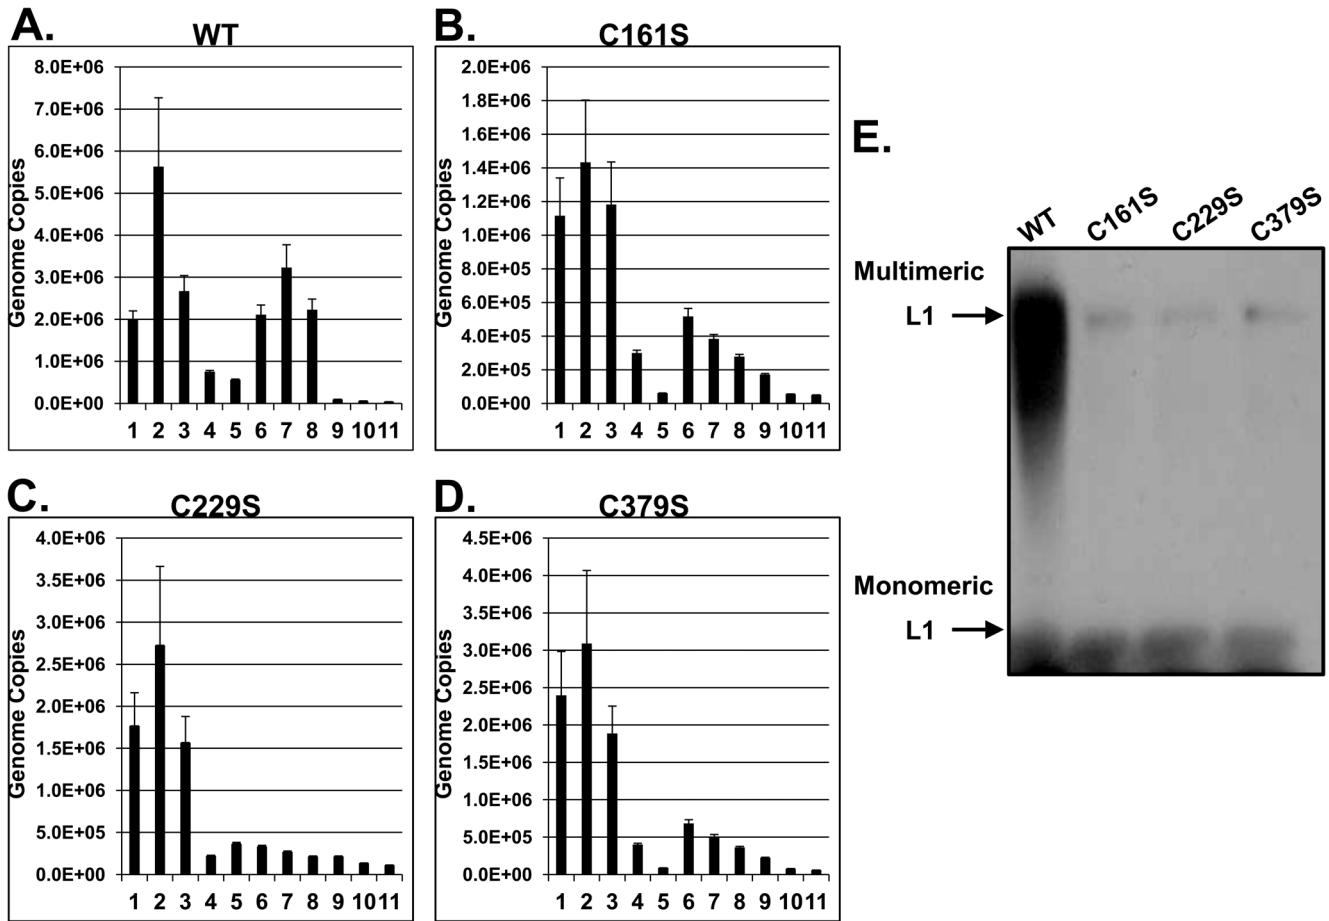 A.
WT
Genome Copies
8.0E+06
7.0E+06
6.0E+06
5.0E+06
4.0E+06
3.0E+06
2.0E+06
1.0E+06
0.0E+00
1 2 3 4 5 6 7 8 9 10 11
B.
C161S
Genome Copies
2.0E+06
1.8E+06
1.6E+06
1.4E+06
1.2E+06
1.0E+06
8.0E+05
6.0E+05
4.0E+05
2.0E+05
0.0E+00
1 2 3 4 5 6 7 8 9 10 11
C.
C229S
Genome Copies
4.0E+06
3.5E+06
3.0E+06
2.5E+06
2.0E+06
1.5E+06
1.0E+06
5.0E+05
0.0E+00
1 2 3 4 5 6 7 8 9 10 11
D.
C379S
Genome Copies
4.5E+06
4.0E+06
3.5E+06
3.0E+06
2.5E+06
2.0E+06
1.5E+06
1.0E+06
5.0E+05
0.0E+00
1 2 3 4 5 6 7 8 9 10 11
E.
WT C161S C229S C379S
Multimeric
L1
Monomeric
L1